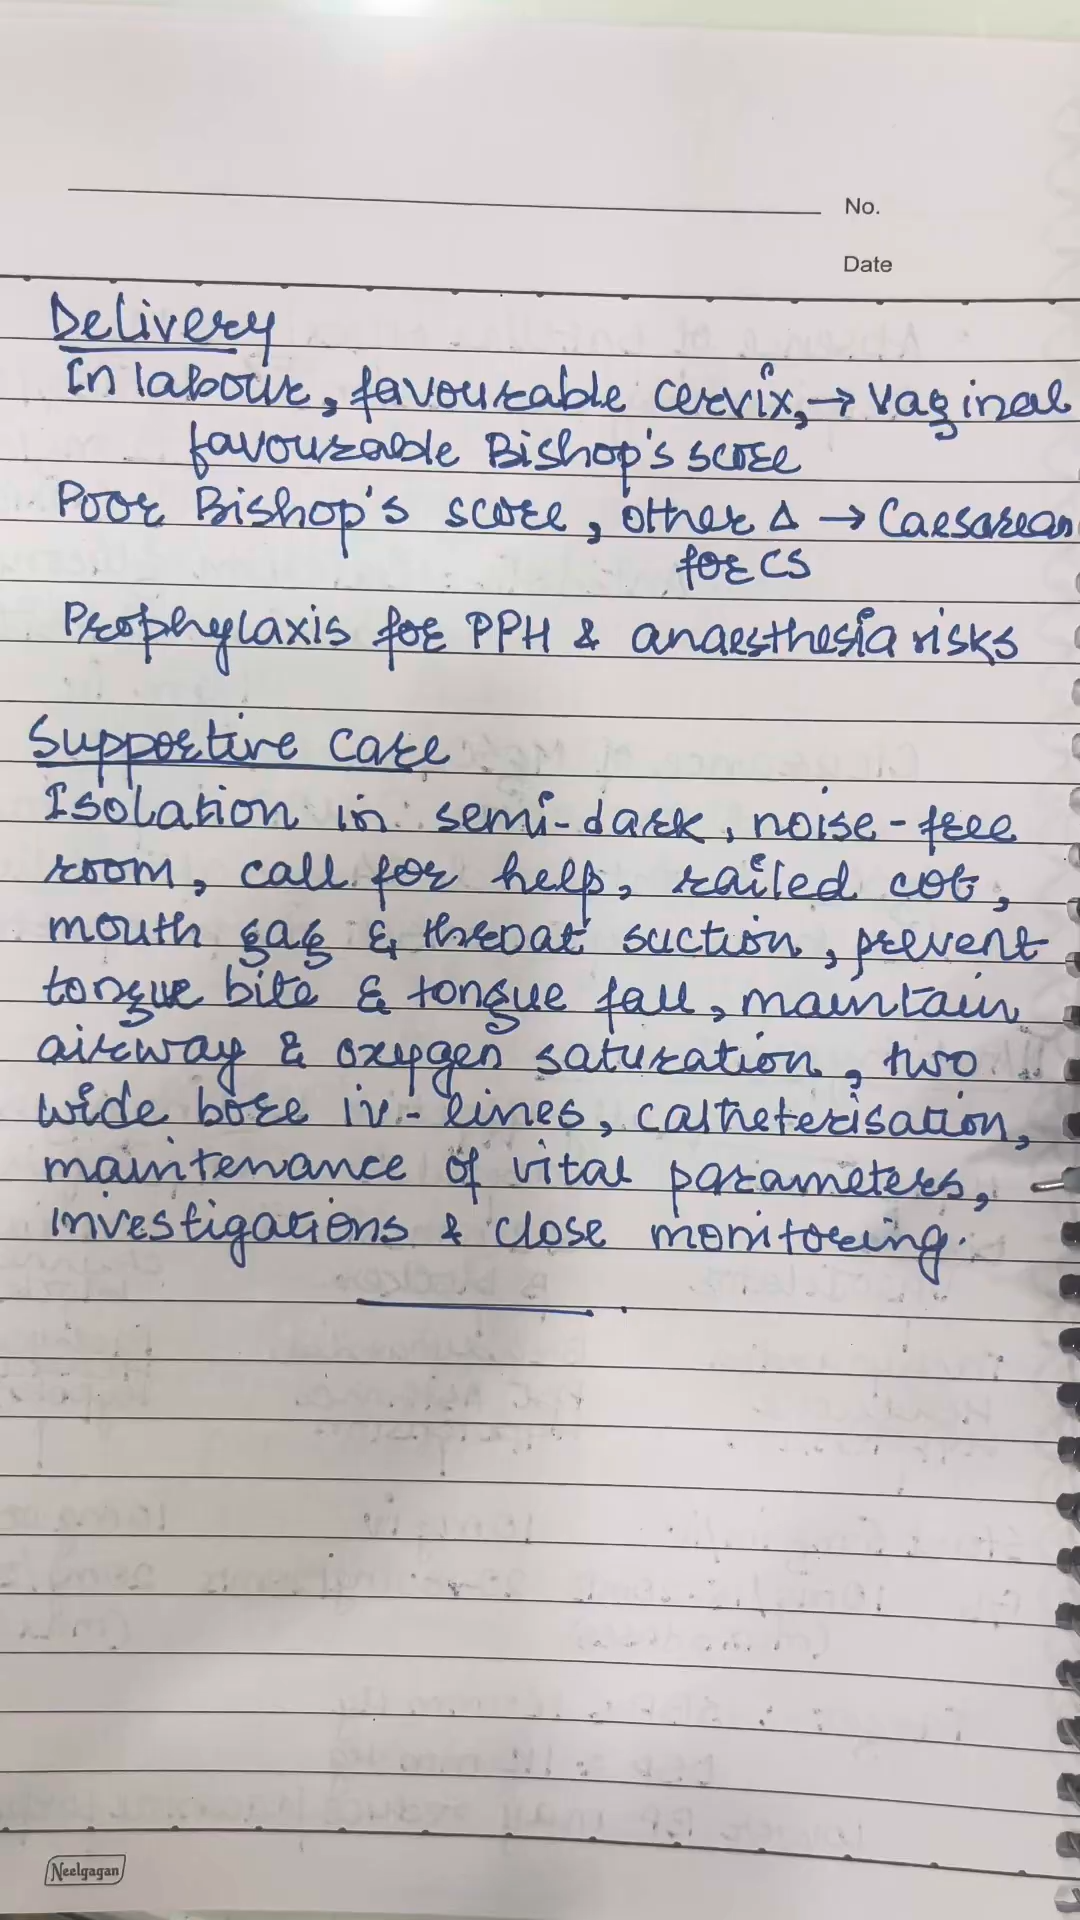 No.
Date
Delivery
In labour, favourable cervix, → Vaginal
favourable Bishop's score
Poor Bishop's score, other Δ → Caesarean
for CS
Prophylaxis for PPH & anaesthesia risks
Supportive care
Isolation in semi-dark, noise-free
room, call for help, railed cot,
mouth gag & throat suction, prevent
tongue bite & tongue fall, maintain
airway & oxygen saturation, two
wide bore iv-lines, catheterisation,
maintenance of vital parameters,
investigations & close monitoring.
Neelgagan